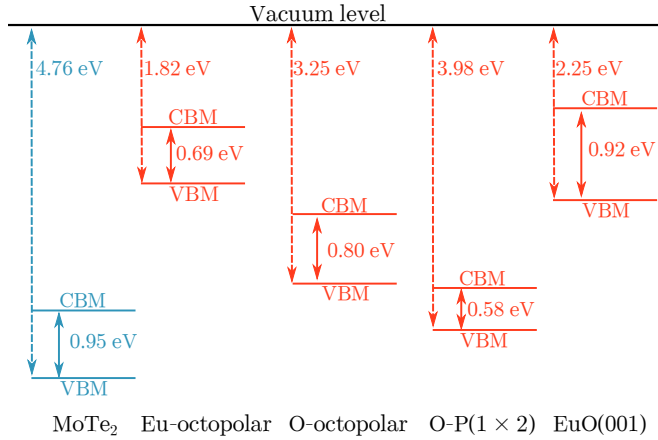 Vacuum level
4.76 eV
1.82 eV
3.25 eV
3.98 eV
2.25 eV
CBM
CBM
0.69 eV
0.92 eV
VBM
CBM
VBM
0.80 eV
CBM
VBM
CBM
0.58 eV
0.95 eV
VBM
VBM
MoTe₂ Eu-octopolar O-octopolar O-P(1 × 2) EuO(001)